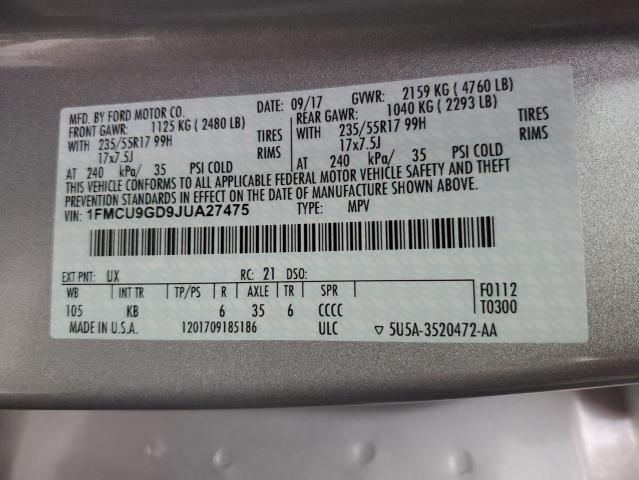 MFD. BY FORD MOTOR CO. DATE: 09/17 GVWR: 2159 KG ( 4760 LB)
FRONT GAWR: 1125 KG ( 2480 LB) REAR GAWR: 1040 KG ( 2293 LB)
WITH 235/55R17 99H TIRES WITH 235/55R17 99H TIRES
17x7.5J RIMS 17x7.5J RIMS
AT 240 kPa/ 35 PSI COLD AT 240 kPa/ 35 PSI COLD
THIS VEHICLE CONFORMS TO ALL APPLICABLE FEDERAL MOTOR VEHICLE SAFETY AND THEFT
PREVENTION STANDARDS IN EFFECT ON THE DATE OF MANUFACTURE SHOWN ABOVE.
VIN: 1FMCU9GD9JUA27475 TYPE: MPV
EXT PNT: UX RC: 21 DSO:
WB INT TR TP/PS R AXLE TR SPR F0112
105 KB 6 35 6 CCCC T0300
MADE IN U.S.A. 1201709185186 ULC ▽ 5U5A-3520472-AA